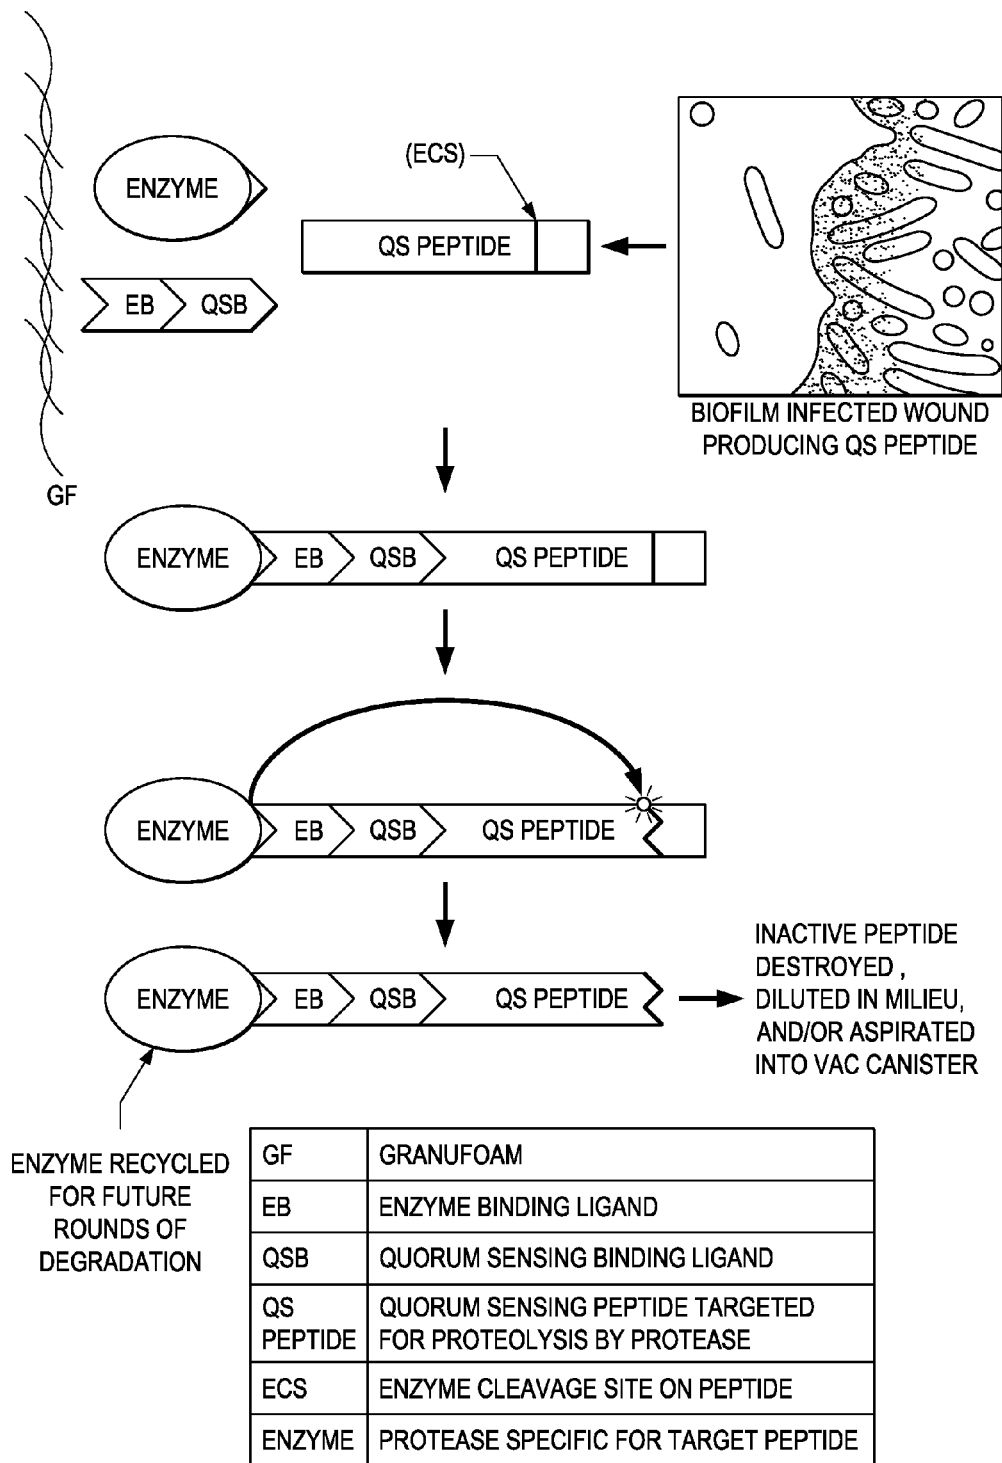 ENZYME
(ECS)
QS PEPTIDE
EB QSB
BIOFILM INFECTED WOUND
PRODUCING QS PEPTIDE
GF
ENZYME EB QSB QS PEPTIDE
ENZYME EB QSB QS PEPTIDE
ENZYME EB QSB QS PEPTIDE
INACTIVE PEPTIDE
DESTROYED ,
DILUTED IN MILIEU,
AND/OR ASPIRATED
INTO VAC CANISTER
ENZYME RECYCLED
FOR FUTURE
ROUNDS OF
DEGRADATION
GF GRANUFOAM
EB ENZYME BINDING LIGAND
QSB QUORUM SENSING BINDING LIGAND
QS QUORUM SENSING PEPTIDE TARGETED
PEPTIDE FOR PROTEOLYSIS BY PROTEASE
ECS ENZYME CLEAVAGE SITE ON PEPTIDE
ENZYME PROTEASE SPECIFIC FOR TARGET PEPTIDE